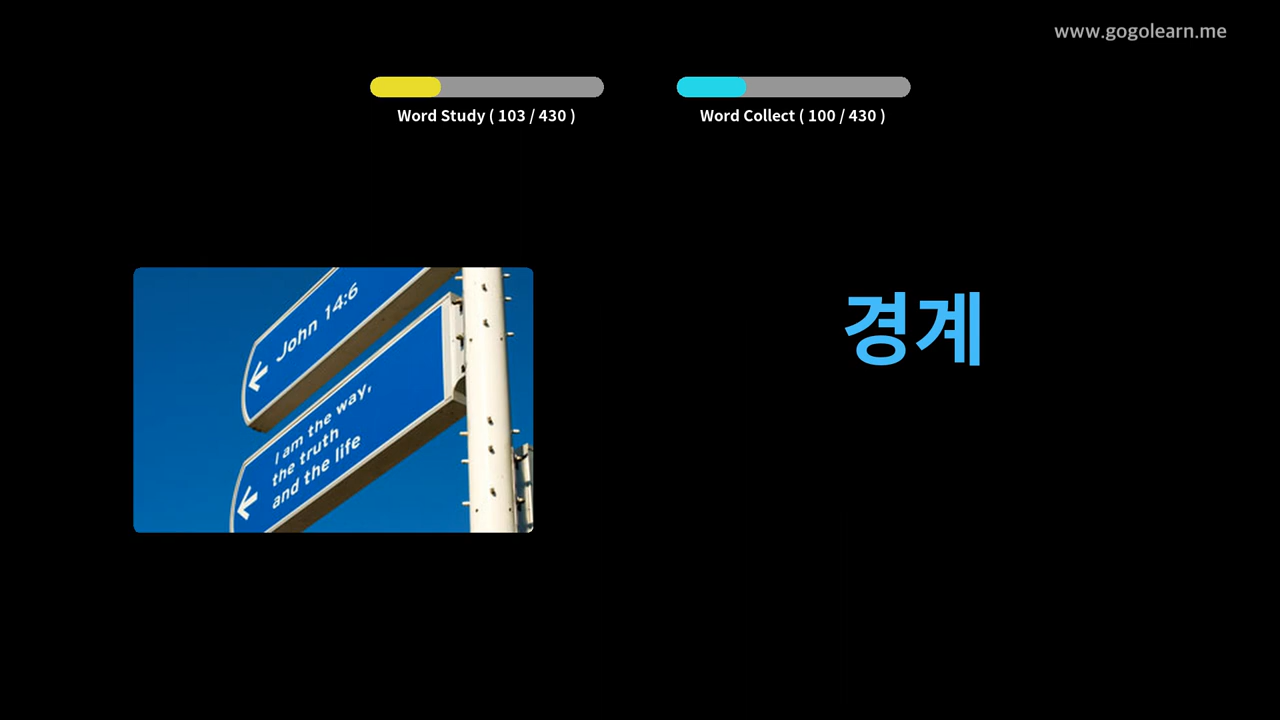 www.gogolearn.me
Word Study ( 103 / 430 )
Word Collect ( 100 / 430 )
John 14:6
I am the way,
the truth
and the life
경계